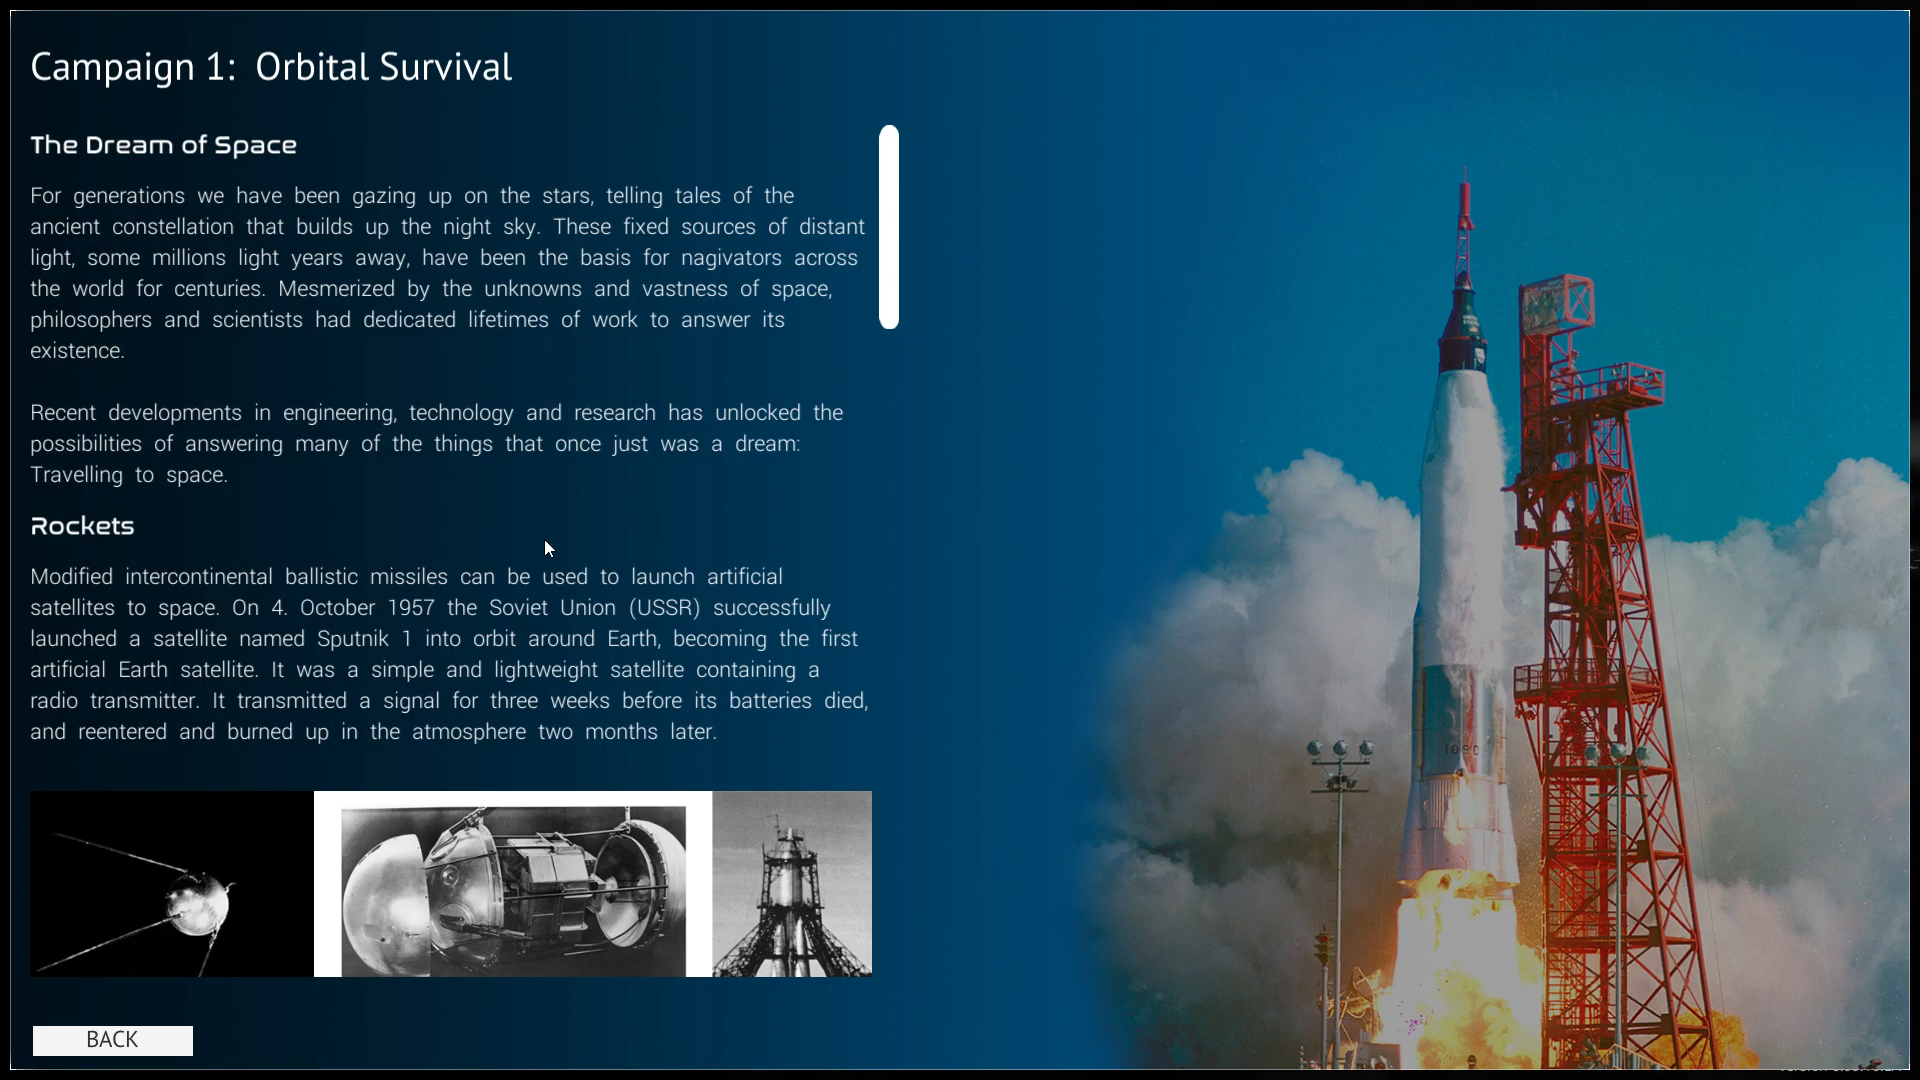 Campaign 1: Orbital Survival
The Dream of Space
For generations we have been gazing up on the stars, telling tales of the
ancient constellation that builds up the night sky. These fixed sources of distant
light, some millions light years away, have been the basis for nagivators across
the world for centuries. Mesmerized by the unknowns and vastness of space,
philosophers and scientists had dedicated lifetimes of work to answer its
existence.
Recent developments in engineering, technology and research has unlocked the
possibilities of answering many of the things that once just was a dream:
Travelling to space.
Rockets
Modified intercontinental ballistic missiles can be used to launch artificial
satellites to space. On 4. October 1957 the Soviet Union (USSR) successfully
launched a satellite named Sputnik 1 into orbit around Earth, becoming the first
artificial Earth satellite. It was a simple and lightweight satellite containing a
radio transmitter. It transmitted a signal for three weeks before its batteries died,
and reentered and burned up in the atmosphere two months later.
BACK